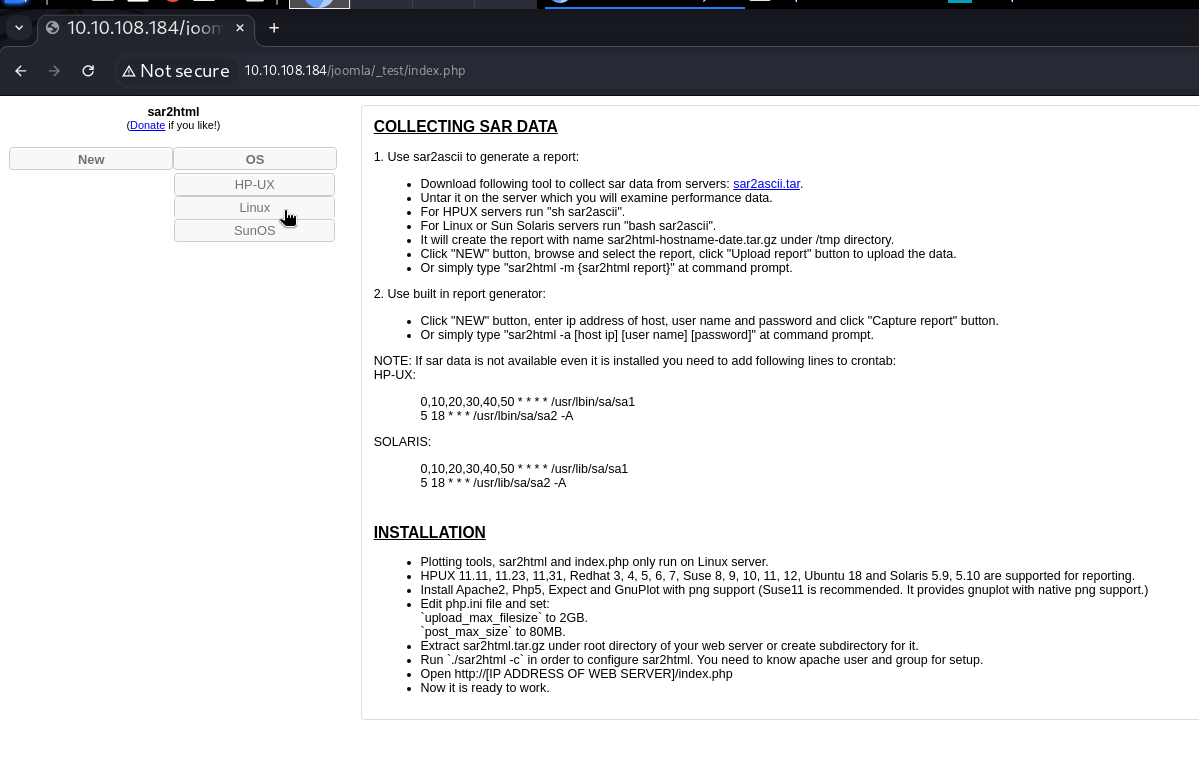 10.10.108.184/joom
Not secure
10.10.108.184/joomla/_test/index.php
sar2html
(Donate if you like!)
New
OS
HP-UX
Linux
SunOS
COLLECTING SAR DATA
1. Use sar2ascii to generate a report:
Download following tool to collect sar data from servers: sar2ascii.tar.
Untar it on the server which you will examine performance data.
For HPUX servers run "sh sar2ascii".
For Linux or Sun Solaris servers run "bash sar2ascii".
It will create the report with name sar2html-hostname-date.tar.gz under /tmp directory.
Click "NEW" button, browse and select the report, click "Upload report" button to upload the data.
Or simply type "sar2html -m {sar2html report}" at command prompt.
2. Use built in report generator:
Click "NEW" button, enter ip address of host, user name and password and click "Capture report" button.
Or simply type "sar2html -a [host ip] [user name] [password]" at command prompt.
NOTE: If sar data is not available even it is installed you need to add following lines to crontab:
HP-UX:
0,10,20,30,40,50 * * * * /usr/lbin/sa/sa1
5 18 * * * /usr/lbin/sa/sa2 -A
SOLARIS:
0,10,20,30,40,50 * * * * /usr/lib/sa/sa1
5 18 * * * /usr/lib/sa/sa2 -A
INSTALLATION
Plotting tools, sar2html and index.php only run on Linux server.
HPUX 11.11, 11.23, 11,31, Redhat 3, 4, 5, 6, 7, Suse 8, 9, 10, 11, 12, Ubuntu 18 and Solaris 5.9, 5.10 are supported for reporting.
Install Apache2, Php5, Expect and GnuPlot with png support (Suse11 is recommended. It provides gnuplot with native png support.)
Edit php.ini file and set:
`upload_max_filesize` to 2GB.
`post_max_size` to 80MB.
Extract sar2html.tar.gz under root directory of your web server or create subdirectory for it.
Run `./sar2html -c` in order to configure sar2html. You need to know apache user and group for setup.
Open http://[IP ADDRESS OF WEB SERVER]/index.php
Now it is ready to work.